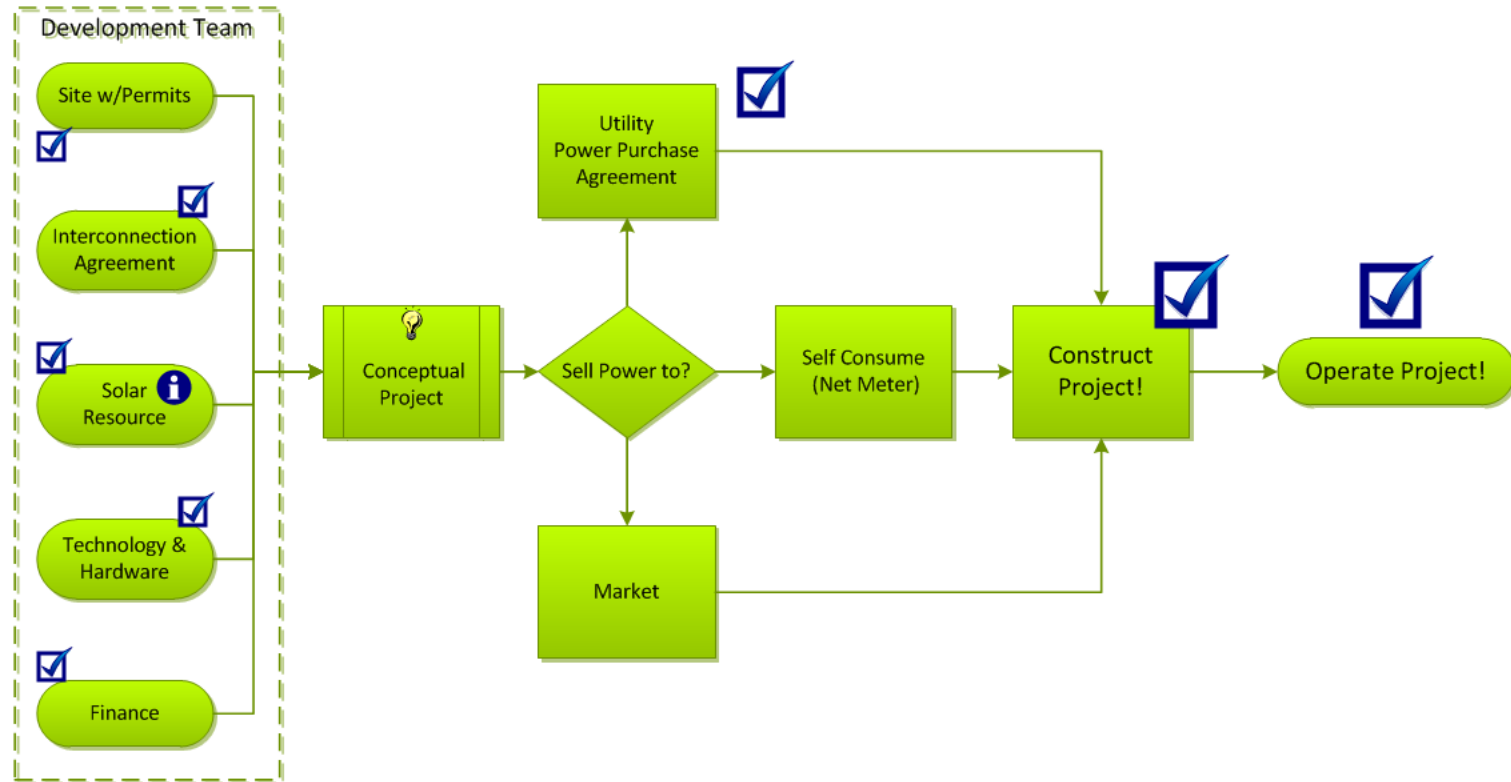 Development Team
Site w/Permits
Interconnection
Agreement
Solar
Resource
Technology &
Hardware
Finance
Conceptual
Project
Sell Power to?
Utility
Power Purchase
Agreement
Self Consume
(Net Meter)
Market
Construct
Project!
Operate Project!